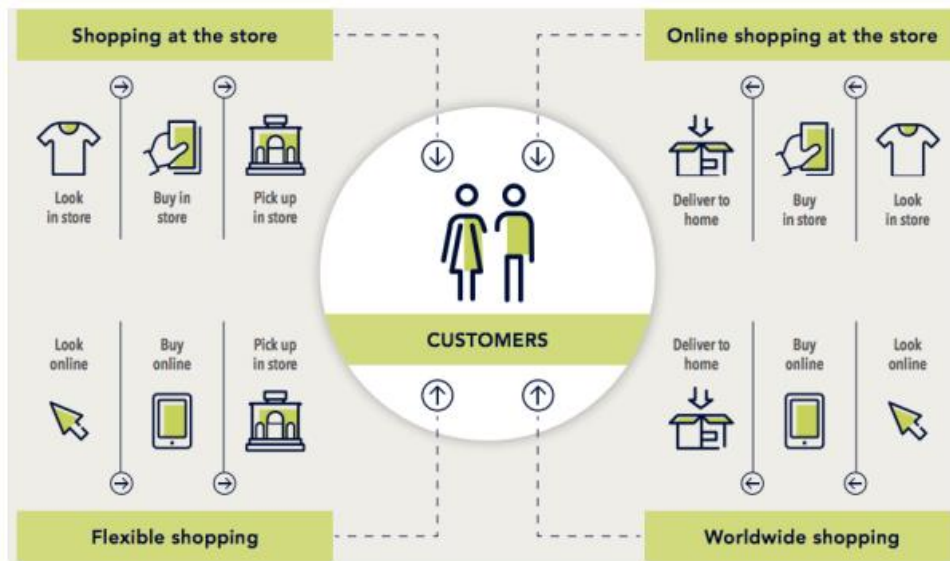 Shopping at the store
Online shopping at the store
Look
in store
Buy in
store
Pick up
in store
Deliver to
home
Buy
in store
Look
in store
CUSTOMERS
Look
online
Buy
online
Pick up
in store
Deliver to
home
Buy
online
Look
online
Flexible shopping
Worldwide shopping